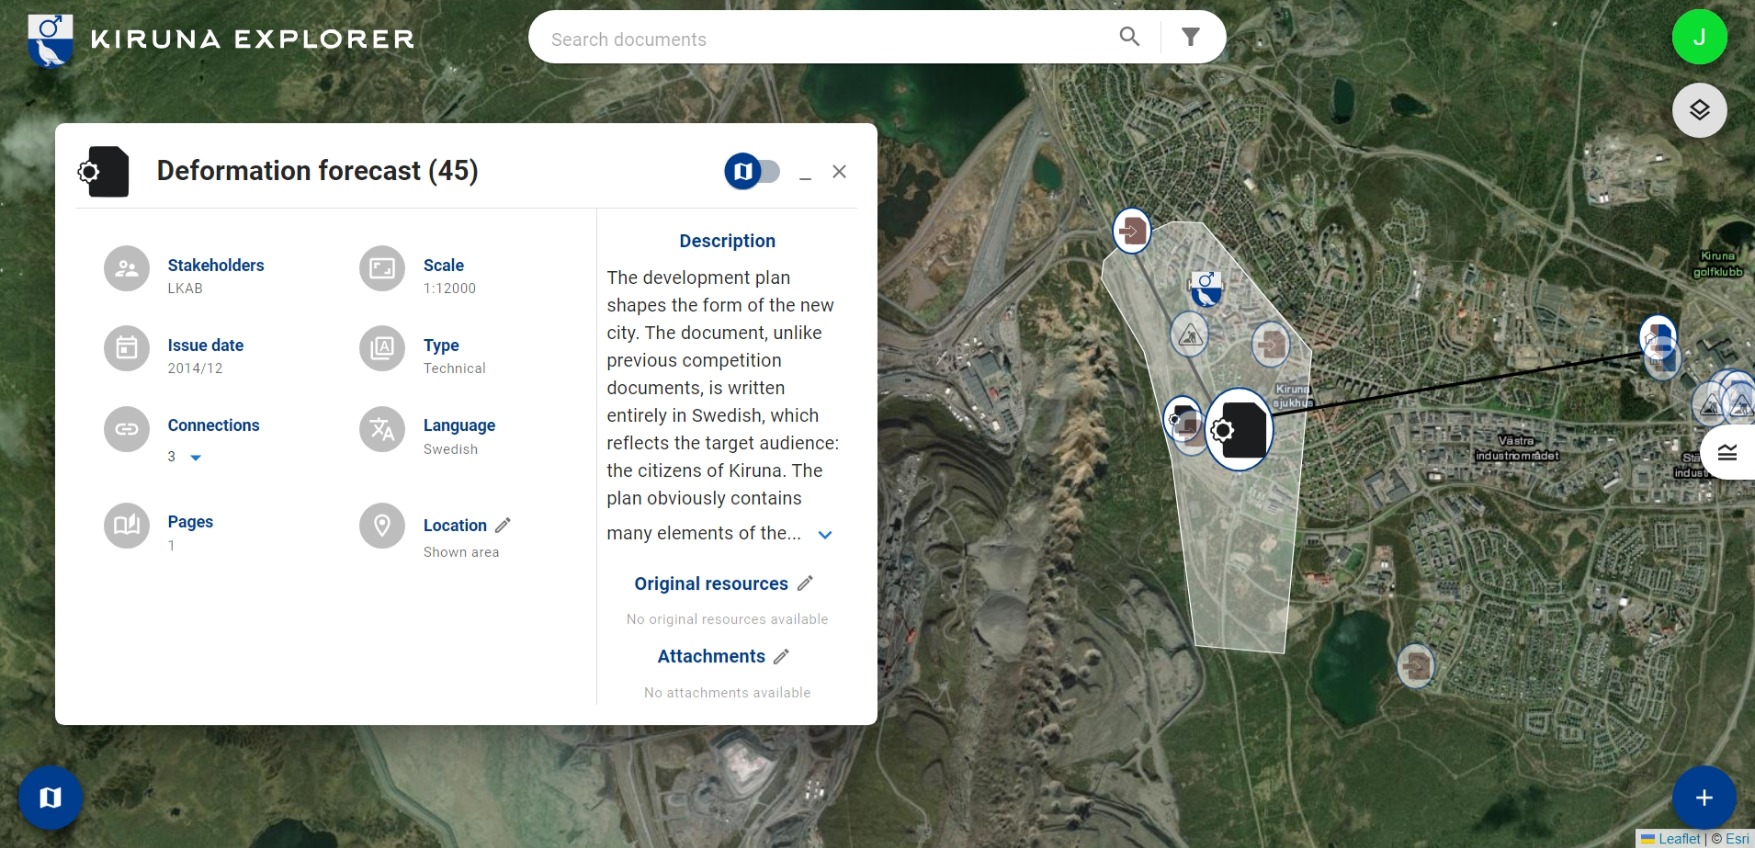 KIRUNA EXPLORER
Search documents
J
Deformation forecast (45)
Stakeholders
LKAB
Scale
1:12000
Issue date
2014/12
Type
Technical
Connections
3
Language
Swedish
Pages
1
Location
Shown area
Description
The development plan
shapes the form of the new
city. The document, unlike
previous competition
documents, is written
entirely in Swedish, which
reflects the target audience:
the citizens of Kiruna. The
plan obviously contains
many elements of the...
Original resources
No original resources available
Attachments
No attachments available
Kiruna
golfklubb
Kiruna
sjukhus
Västra
industriområdet
Leaflet | © Esri